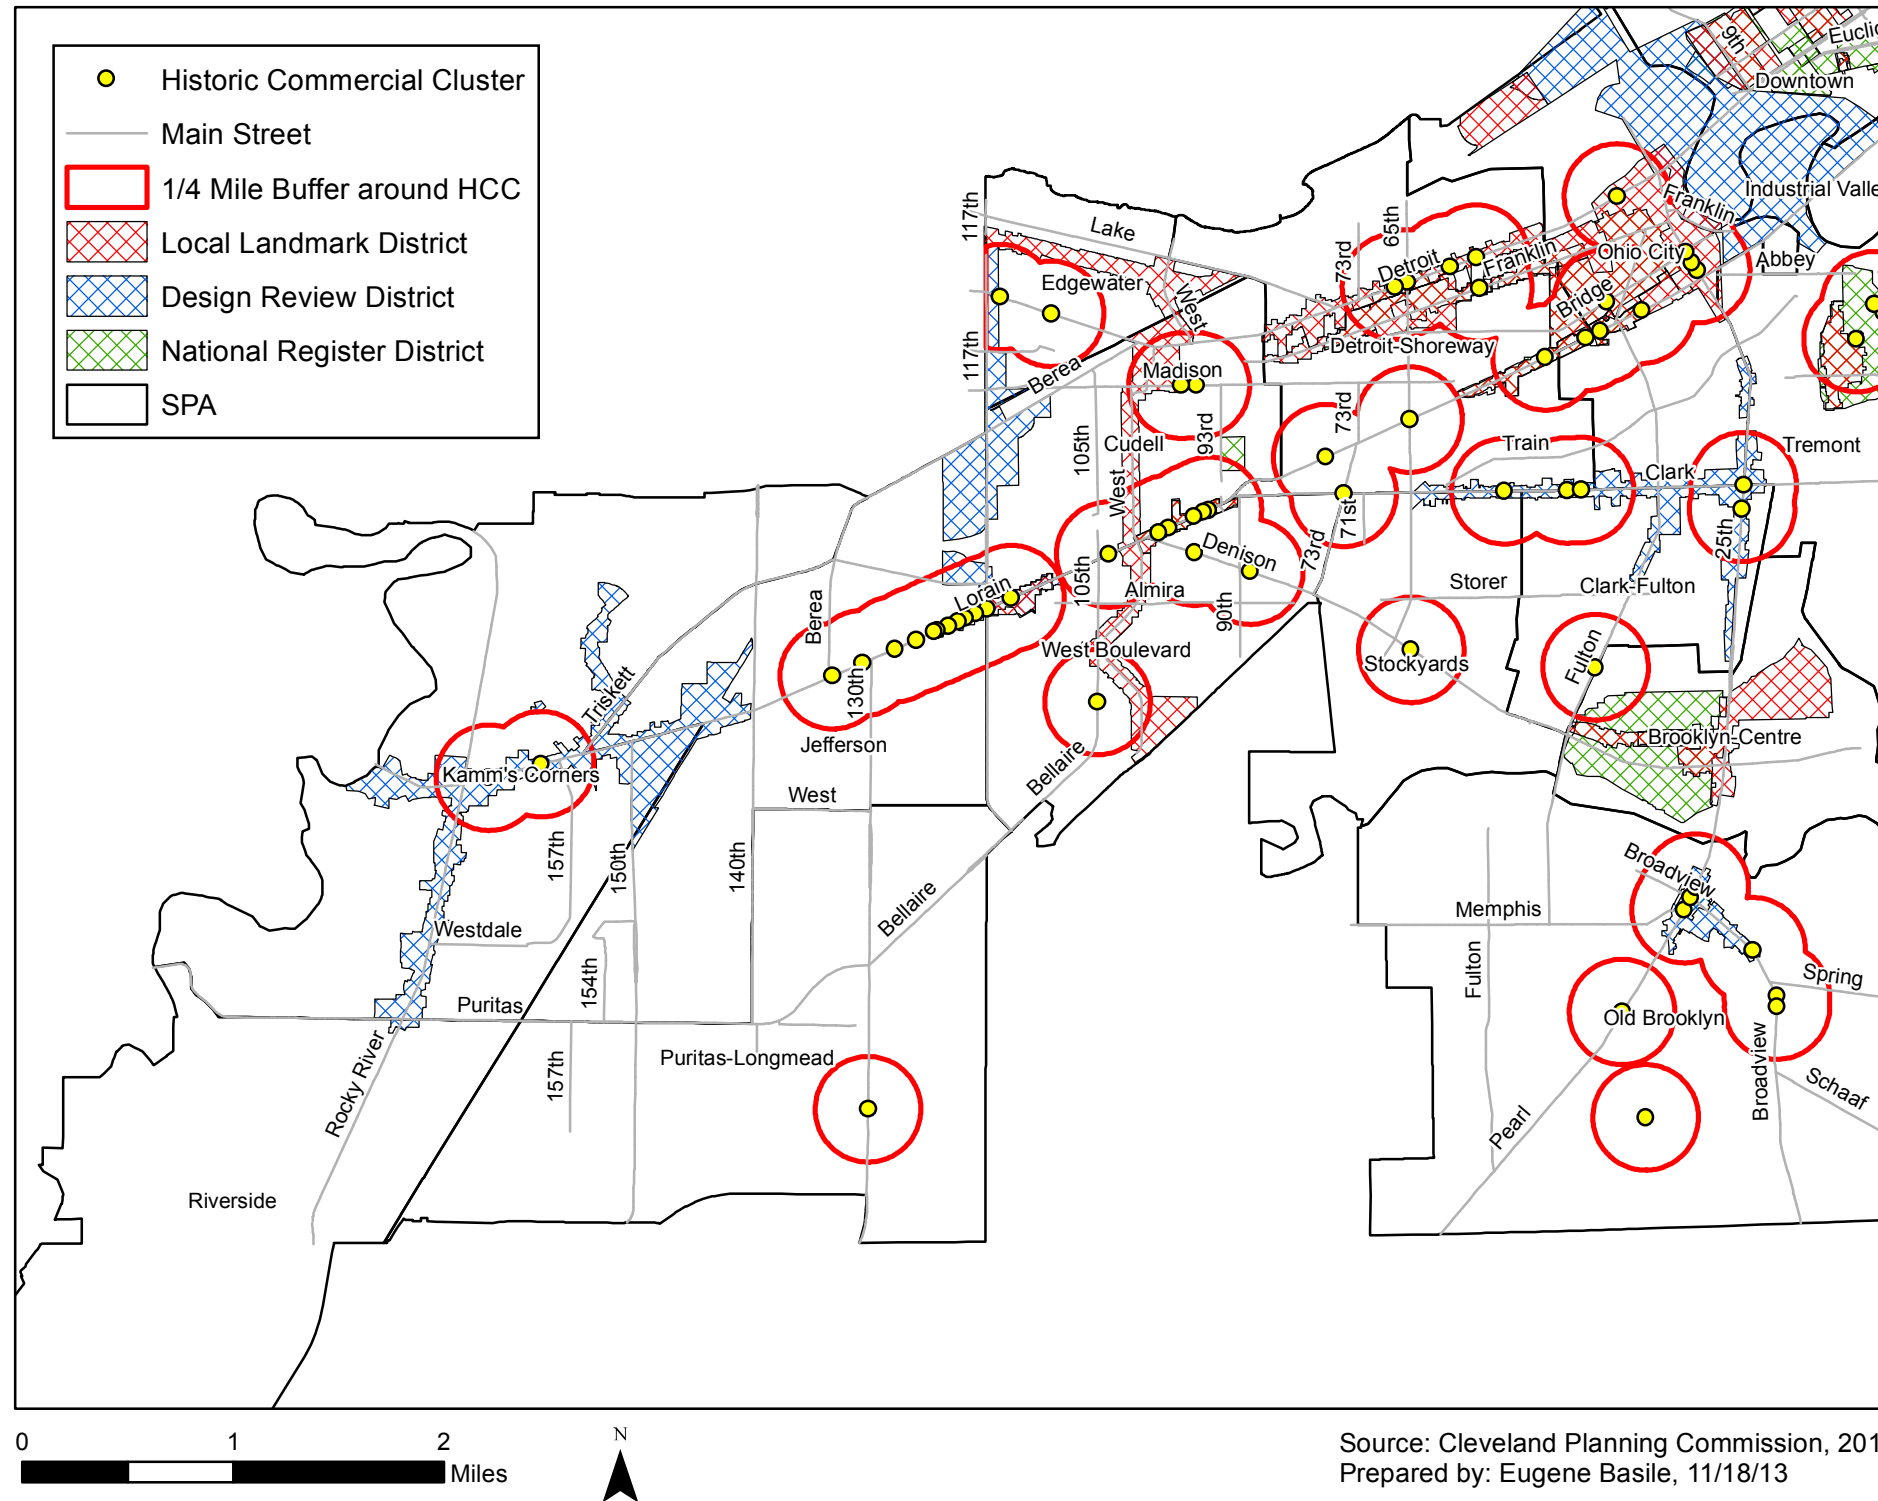 Historic Commercial Cluster
Main Street
1/4 Mile Buffer around HCC
Local Landmark District
Design Review District
National Register District
SPA
9th
Euclid
Downtown
Industrial Valle
117th
Lake
65th
73rd
Detroit
Franklin
Franklin
Ohio City
Abbey
Edgewater
West
Bridge
117th
Berea
Detroit-Shoreway
Madison
73rd
105th
Cudell
93rd
Train
Tremont
West
Clark
71st
73rd
25th
Denison
Lorain
105th
Almira
90th
Storer
Clark-Fulton
Berea
130th
West Boulevard
Stockyards
Fulton
Triskett
Jefferson
Brooklyn-Centre
Kamm's Corners
Bellaire
West
157th
150th
140th
Broadview
Bellaire
Memphis
Westdale
154th
Fulton
Spring
Puritas
Old Brooklyn
Rocky River
157th
Puritas-Longmead
Broadview
Schaaf
Pearl
Riverside
0 1 2
Miles
N
Source: Cleveland Planning Commission, 201
Prepared by: Eugene Basile, 11/18/13